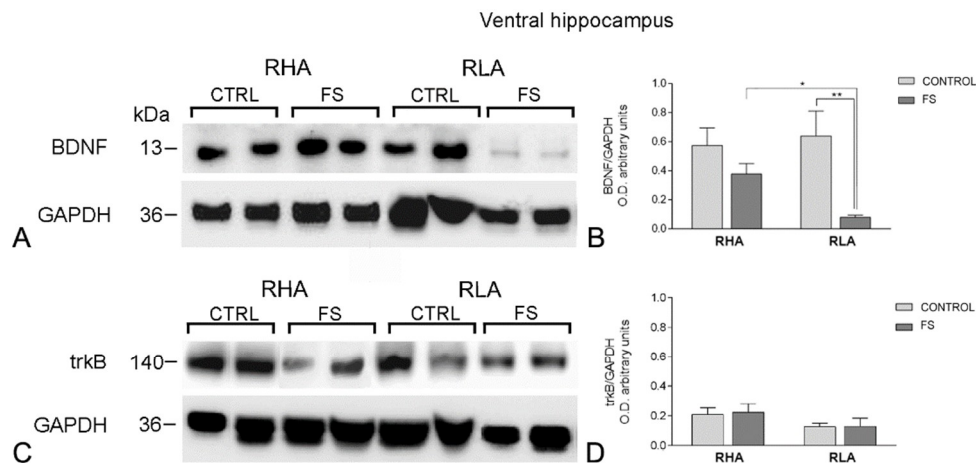 Ventral hippocampus
RHA RLA
CTRL FS CTRL FS
kDa
BDNF 13
GAPDH 36
A
1.0
0.8
0.6
0.4
0.2
0.0
BDNF/GAPDH
O.D. arbitrary units
* 
**
CONTROL
FS
RHA RLA
B
RHA RLA
CTRL FS CTRL FS
trkB 140
GAPDH 36
C
1.0
0.8
0.6
0.4
0.2
0.0
trkB/GAPDH
O.D. arbitrary units
CONTROL
FS
RHA RLA
D